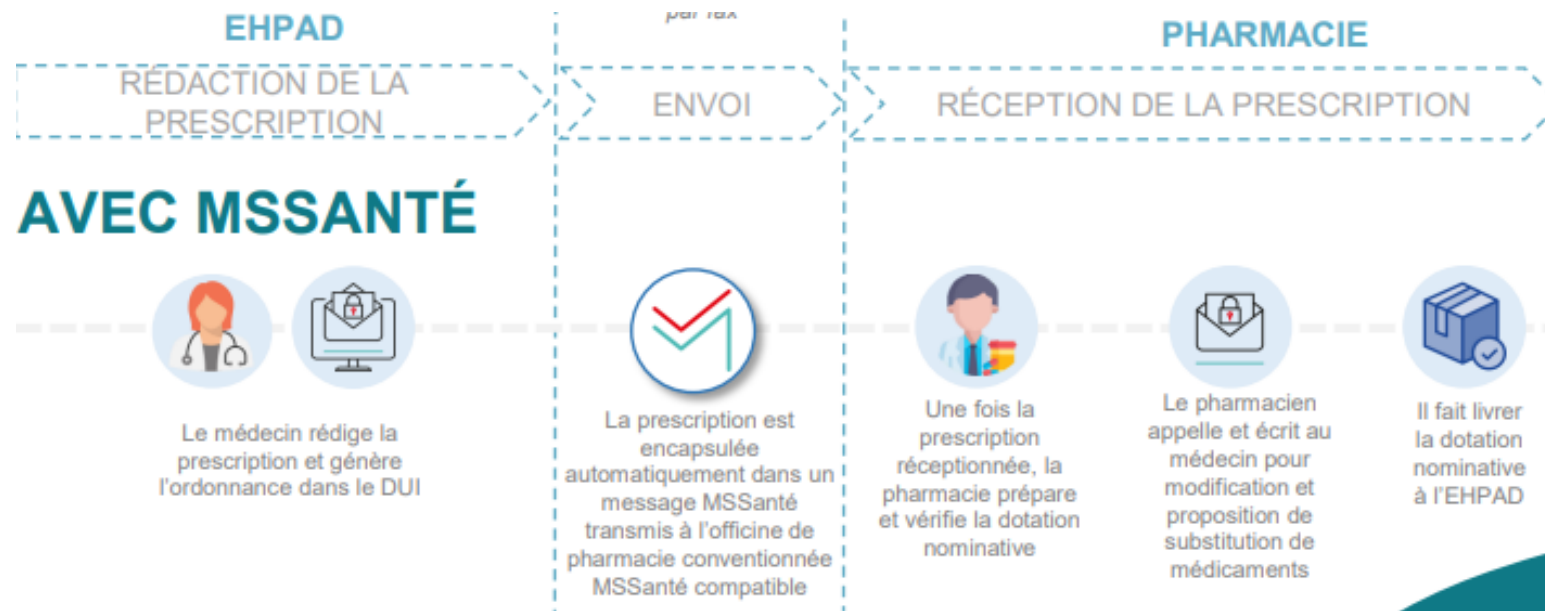 EHPAD
par fax
PHARMACIE
RÉDACTION DE LA
PRESCRIPTION
ENVOI
RÉCEPTION DE LA PRESCRIPTION
AVEC MSSANTÉ
Le médecin rédige la
prescription et génère
l'ordonnance dans le DUI
La prescription est
encapsulée
automatiquement dans un
message MSSanté
transmis à l'officine de
pharmacie conventionnée
MSSanté compatible
Une fois la
prescription
réceptionnée, la
pharmacie prépare
et vérifie la dotation
nominative
Le pharmacien
appelle et écrit au
médecin pour
modification et
proposition de
substitution de
médicaments
Il fait livrer
la dotation
nominative
à l'EHPAD